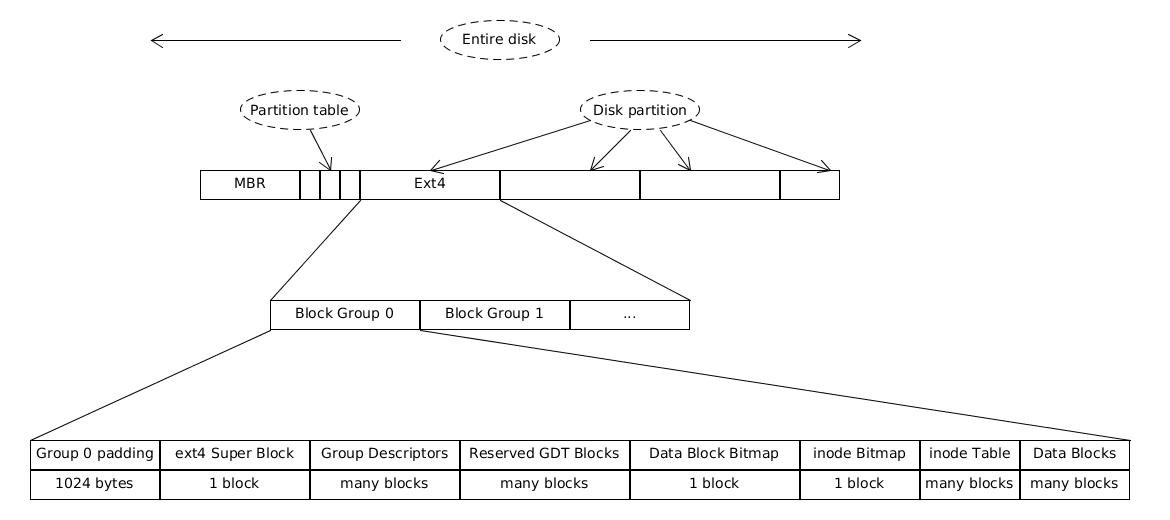 Entire disk
Partition table
Disk partition
MBR
Ext4
Block Group 0
Block Group 1
...
Group 0 padding
ext4 Super Block
Group Descriptors
Reserved GDT Blocks
Data Block Bitmap
inode Bitmap
inode Table
Data Blocks
1024 bytes
1 block
many blocks
many blocks
1 block
1 block
many blocks
many blocks